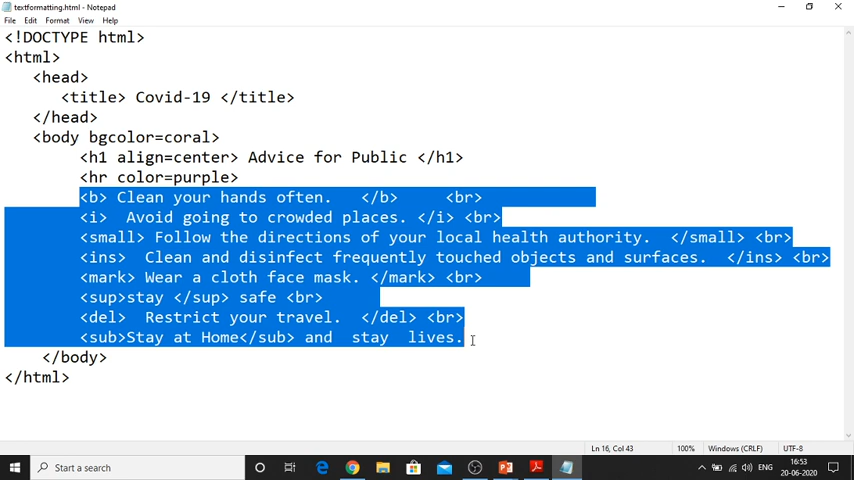 textformatting.html - Notepad
File Edit Format View Help
<!DOCTYPE html>
<html>
<head>
<title> Covid-19 </title>
</head>
<body bgcolor=coral>
<h1 align=center> Advice for Public </h1>
<hr color=purple>
<b> Clean your hands often. </b> <br>
<i> Avoid going to crowded places. </i> <br>
<small> Follow the directions of your local health authority. </small> <br>
<ins> Clean and disinfect frequently touched objects and surfaces. </ins> <br>
<mark> Wear a cloth face mask. </mark> <br>
<sup>stay </sup> safe <br>
<del> Restrict your travel. </del> <br>
<sub>Stay at Home</sub> and stay lives.
</body>
</html>
Ln 16, Col 43 100% Windows (CRLF) UTF-8
Start a search
ENG
16:53
20-06-2020